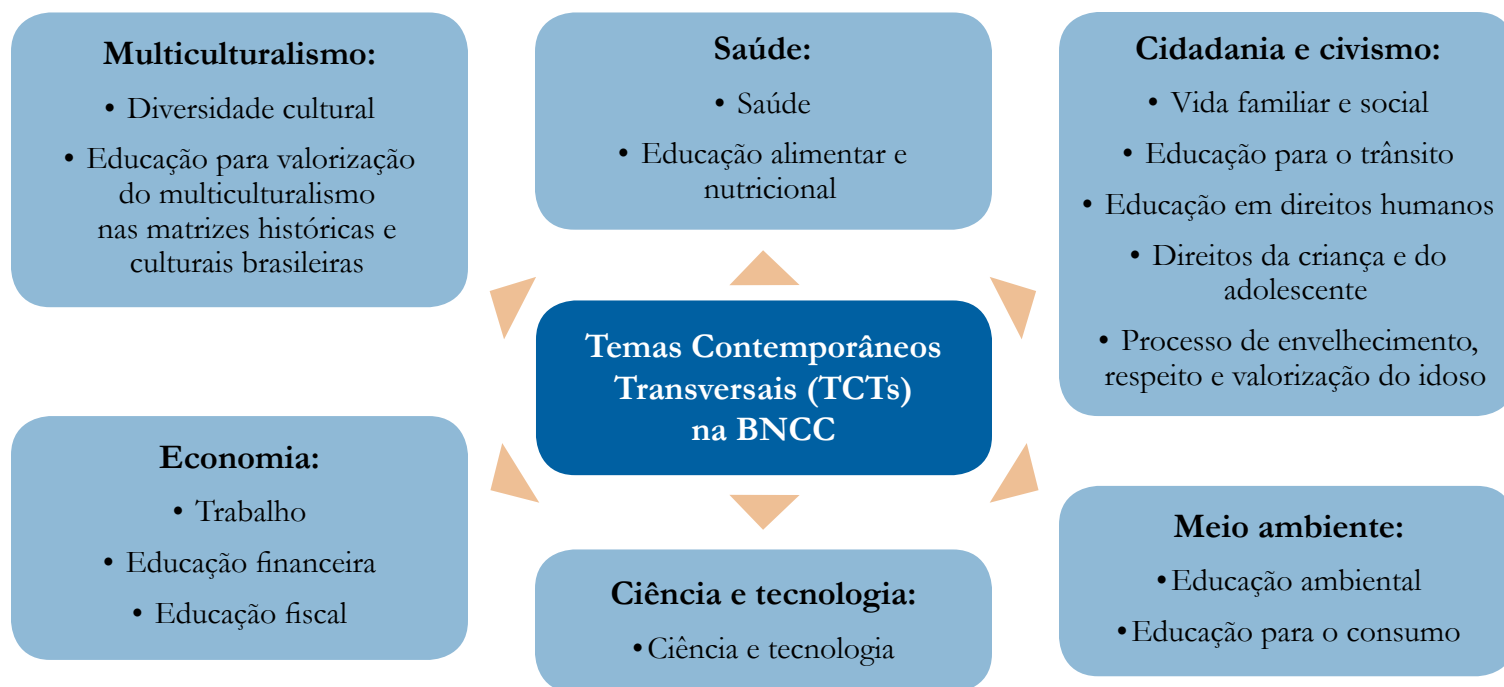 Multiculturalismo:
• Diversidade cultural
• Educação para valorização
do multiculturalismo
nas matrizes históricas e
culturais brasileiras
Saúde:
• Saúde
• Educação alimentar e
nutricional
Cidadania e civismo:
• Vida familiar e social
• Educação para o trânsito
• Educação em direitos humanos
• Direitos da criança e do
adolescente
• Processo de envelhecimento,
respeito e valorização do idoso
Temas Contemporâneos
Transversais (TCTs)
na BNCC
Economia:
• Trabalho
• Educação financeira
• Educação fiscal
Ciência e tecnologia:
•Ciência e tecnologia
Meio ambiente:
•Educação ambiental
•Educação para o consumo